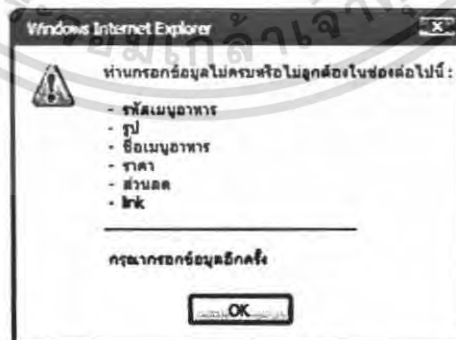 Windows Internet Explorer
ท่านกรอกข้อมูลไม่ครบหรือไม่ถูกต้องในช่องต่อไปนี้ :
- รหัสเมนูอาหาร
- รูป
- ชื่อเมนูอาหาร
- ราคา
- ส่วนลด
- link
กรุณากรอกข้อมูลอีกครั้ง
OK